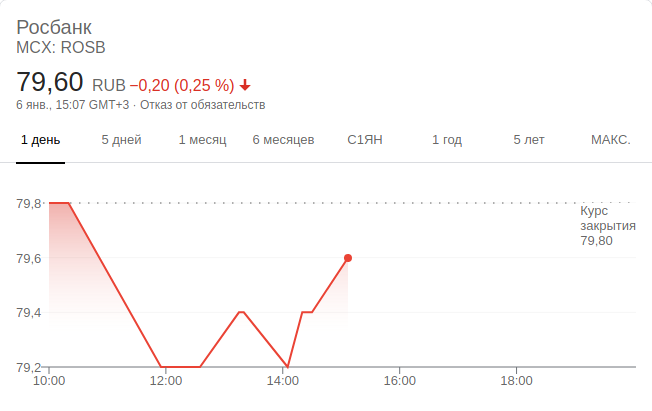 Росбанк
MCX: ROSB
79,60 RUB −0,20 (0,25 %)
6 янв., 15:07 GMT+3 · Отказ от обязательств
1 день 5 дней 1 месяц 6 месяцев С1ЯН 1 год 5 лет МАКС.
79,8
Курс
закрытия
79,80
79,6
79,4
79,2
10:00 12:00 14:00 16:00 18:00